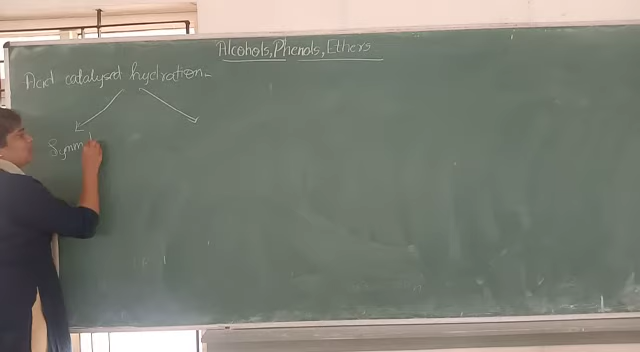 Alcohols, Phenols, Ethers
Acid catalysed hydration
Symm